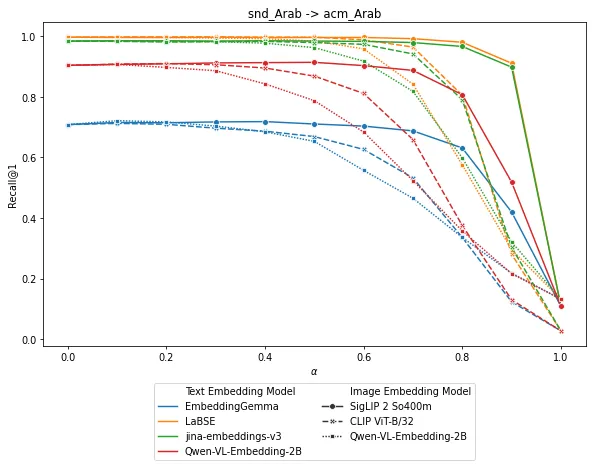 snd_Arab -> acm_Arab
Recall@1
1.0
0.8
0.6
0.4
0.2
0.0
0.0 0.2 0.4 0.6 0.8 1.0
α
Text Embedding Model Image Embedding Model
EmbeddingGemma SigLIP 2 So400m
LaBSE CLIP ViT-B/32
jina-embeddings-v3 Qwen-VL-Embedding-2B
Qwen-VL-Embedding-2B